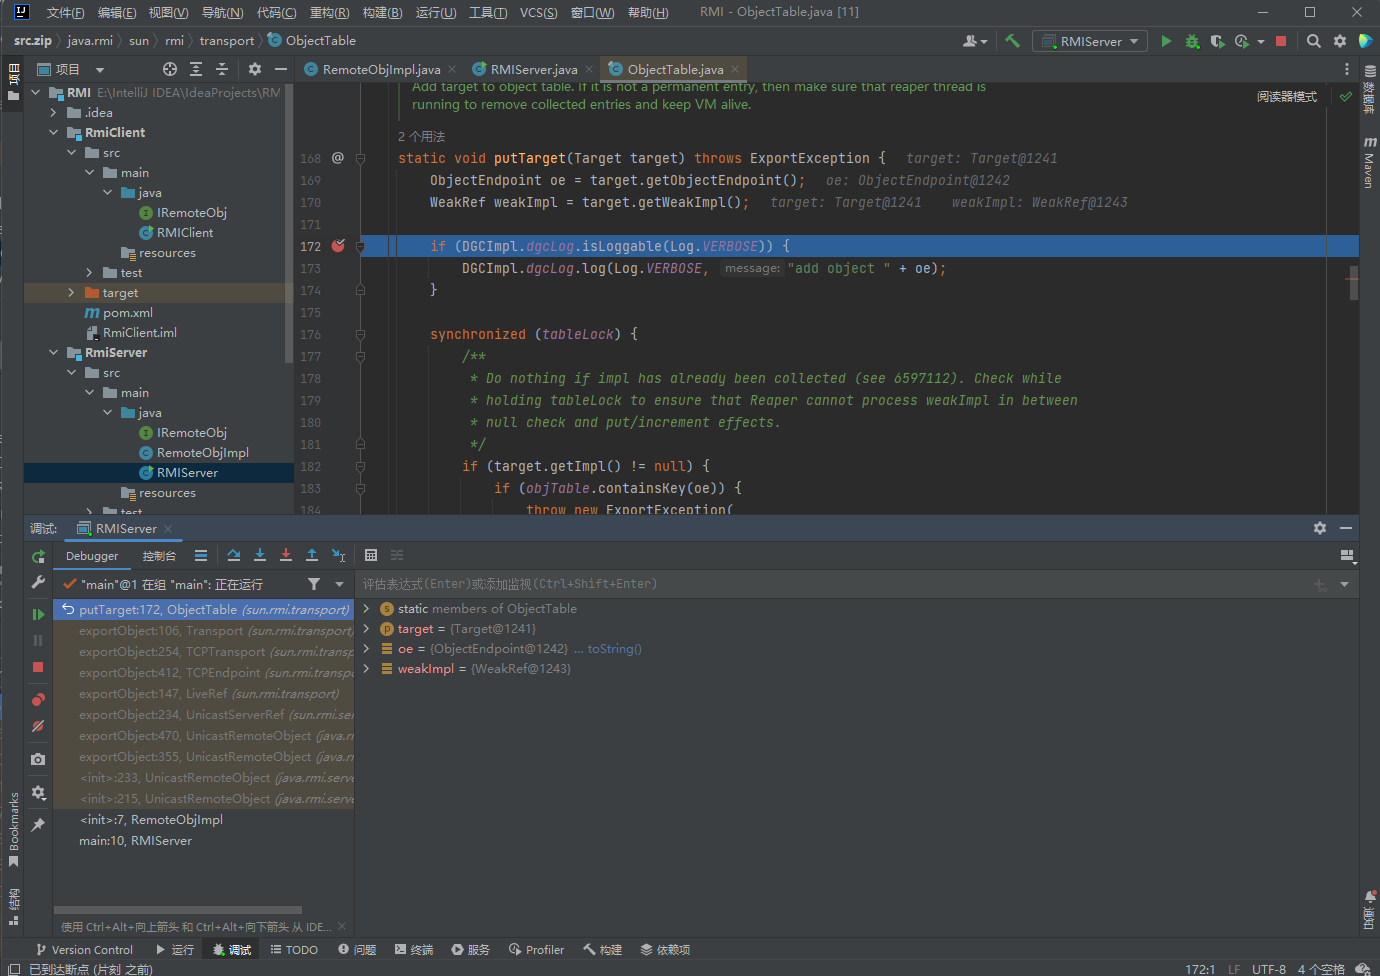 文件(F) 编辑(E) 视图(V) 导航(N) 代码(C) 重构(R) 构建(B) 运行(U) 工具(T) VCS(S) 窗口(W) 帮助(H) RMI - ObjectTable.java [11]
src.zip java.rmi sun rmi transport ObjectTable RMIServer
项目
项目
RMI E:\IntelliJ IDEA\IdeaProjects\RM
.idea
RmiClient
src
main
java
IRemoteObj
RMIClient
resources
test
target
pom.xml
RmiClient.iml
RmiServer
src
main
java
IRemoteObj
RemoteObjImpl
RMIServer
resources
test
RemoteObjImpl.java RMIServer.java ObjectTable.java
Add target to object table. If it is not a permanent entry, then make sure that reaper thread is
running to remove collected entries and keep VM alive.
阅读器模式
2 个用法
168 @ static void putTarget(Target target) throws ExportException { target: Target@1241
169 ObjectEndpoint oe = target.getObjectEndpoint(); oe: ObjectEndpoint@1242
170 WeakRef weakImpl = target.getWeakImpl(); target: Target@1241 weakImpl: WeakRef@1243
171
172 if (DGCImpl.dgcLog.isLoggable(Log.VERBOSE)) {
173 DGCImpl.dgcLog.log(Log.VERBOSE, message: "add object " + oe);
174 }
175
176 synchronized (tableLock) {
177 /**
178 * Do nothing if impl has already been collected (see 6597112). Check while
179 * holding tableLock to ensure that Reaper cannot process weakImpl in between
180 * null check and put/increment effects.
181 */
182 if (target.getImpl() != null) {
183 if (objTable.containsKey(oe)) {
184 throw new ExportException(
数据库
Maven
通知
调试: RMIServer
Debugger 控制台
"main"@1 在组 "main": 正在运行
putTarget:172, ObjectTable (sun.rmi.transport)
exportObject:106, Transport (sun.rmi.transport)
exportObject:254, TCPTransport (sun.rmi.transp
exportObject:412, TCPEndpoint (sun.rmi.transpo
exportObject:147, LiveRef (sun.rmi.transport)
exportObject:234, UnicastServerRef (sun.rmi.ser
exportObject:470, UnicastRemoteObject (java.rn
exportObject:355, UnicastRemoteObject (java.rn
<init>:233, UnicastRemoteObject (java.rmi.serve
<init>:215, UnicastRemoteObject (java.rmi.serve
<init>:7, RemoteObjImpl
main:10, RMIServer
评估表达式(Enter)或添加监视(Ctrl+Shift+Enter)
static members of ObjectTable
target = {Target@1241}
oe = {ObjectEndpoint@1242} ... toString()
weakImpl = {WeakRef@1243}
Bookmarks
结构
使用 Ctrl+Alt+向上箭头 和 Ctrl+Alt+向下箭头 从 IDE...
Version Control 运行 调试 TODO 问题 终端 服务 Profiler 构建 依赖项
已到达断点 (片刻 之前) 172:1 LF UTF-8 4 个空格